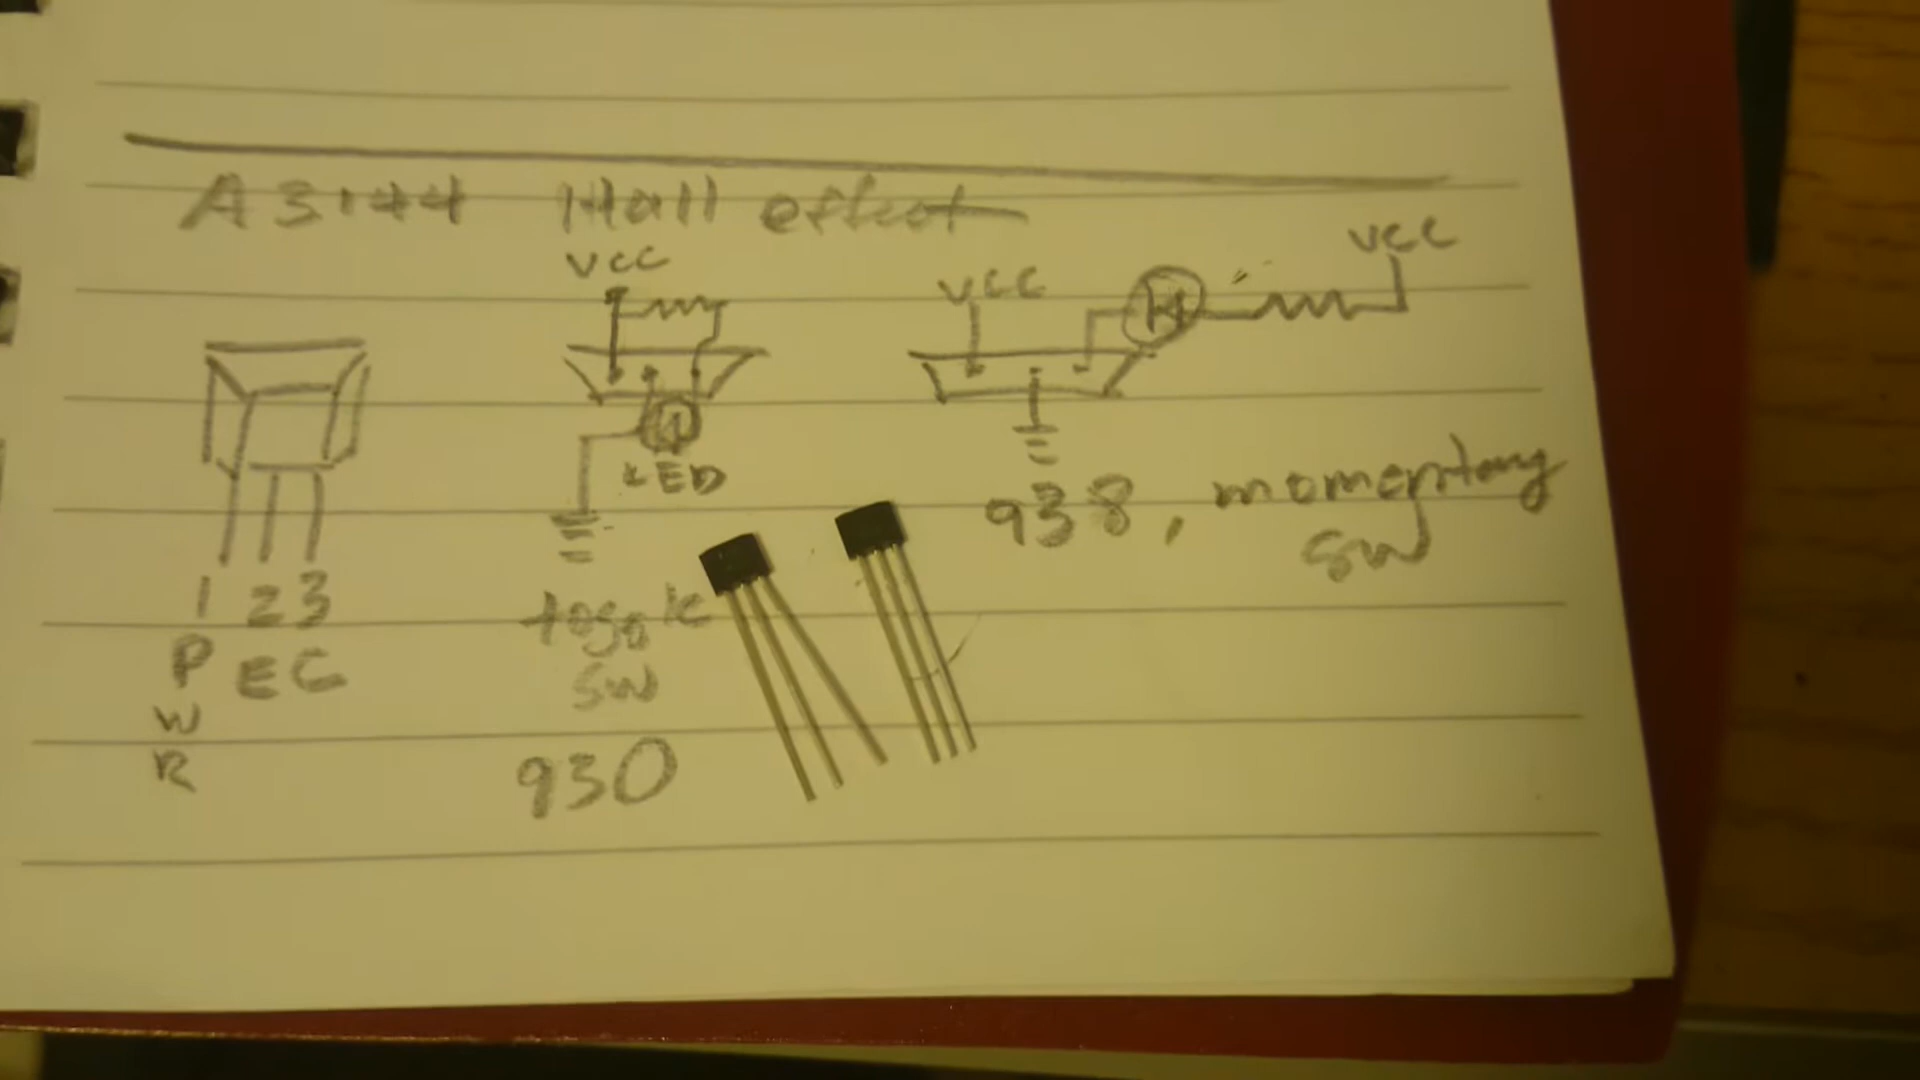 A3144 Hall effect
VCC
VCC
VCC
LED
938, momentary
SW
1 2 3
P E C
W
R
toggle
SW
930